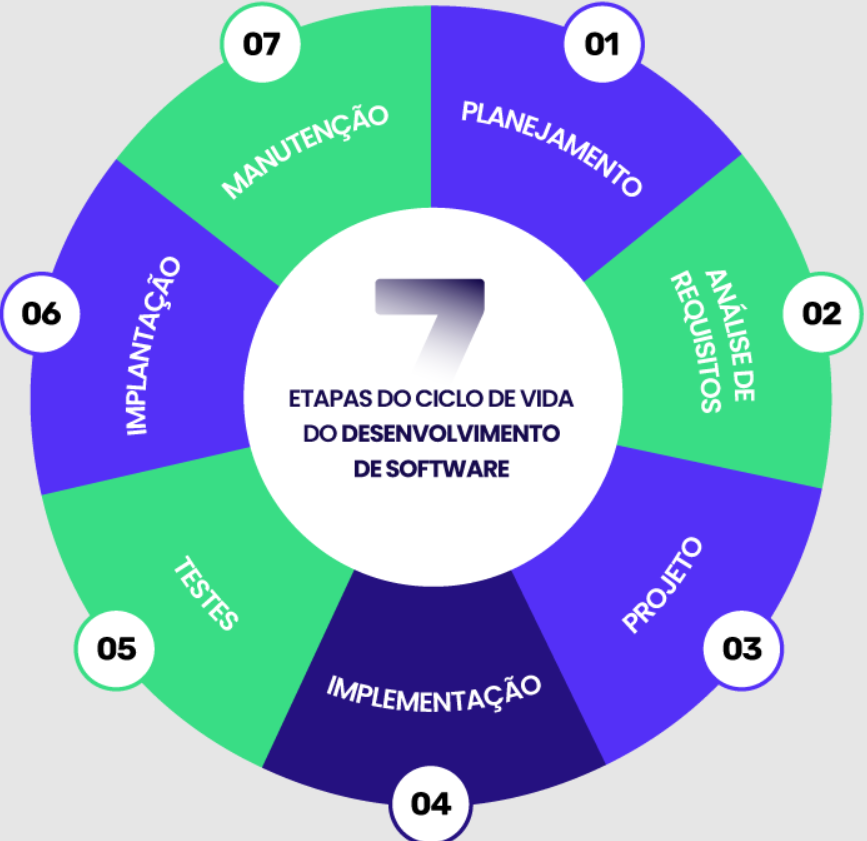 7
ETAPAS DO CICLO DE VIDA
DO DESENVOLVIMENTO
DE SOFTWARE
01
PLANEJAMENTO
02
ANÁLISE DE
REQUISITOS
03
PROJETO
04
IMPLEMENTAÇÃO
05
TESTES
06
IMPLANTAÇÃO
07
MANUTENÇÃO